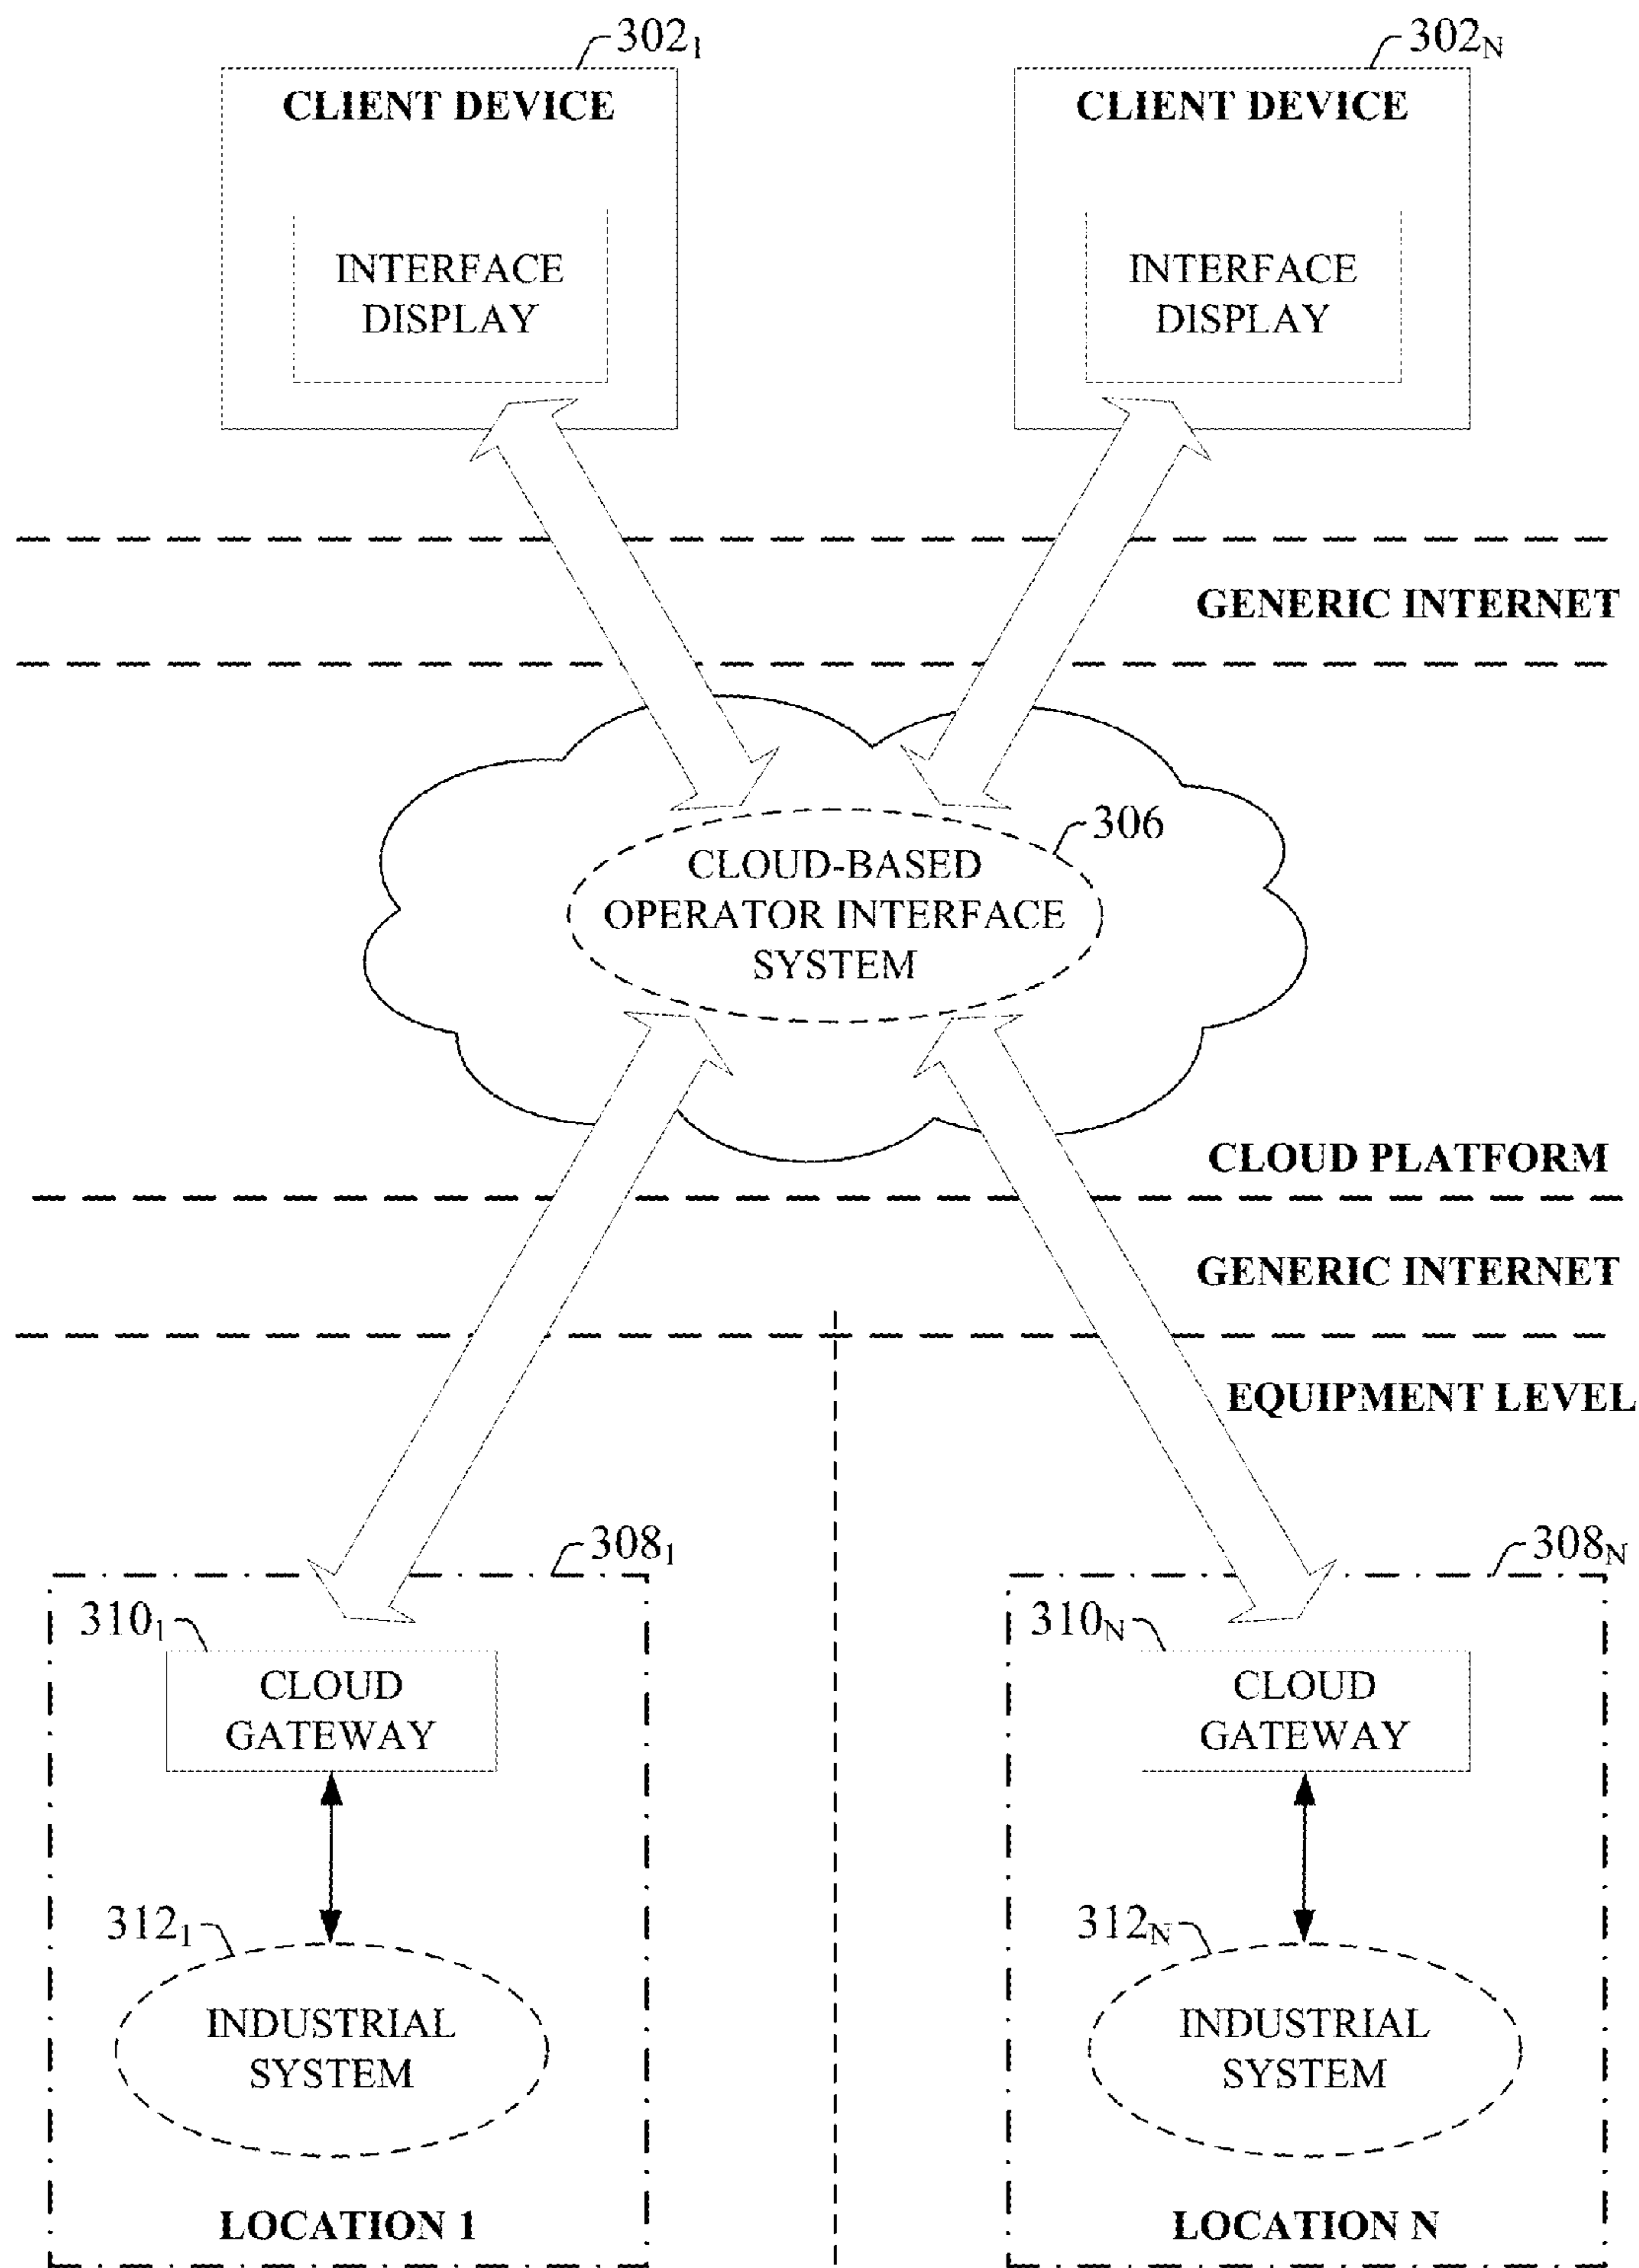 302₁
302N
CLIENT DEVICE
CLIENT DEVICE
INTERFACE
DISPLAY
INTERFACE
DISPLAY
GENERIC INTERNET
306
CLOUD-BASED
OPERATOR INTERFACE
SYSTEM
CLOUD PLATFORM
GENERIC INTERNET
EQUIPMENT LEVEL
308₁
308N
310₁
CLOUD
GATEWAY
310N
CLOUD
GATEWAY
312₁
INDUSTRIAL
SYSTEM
312N
INDUSTRIAL
SYSTEM
LOCATION 1
LOCATION N